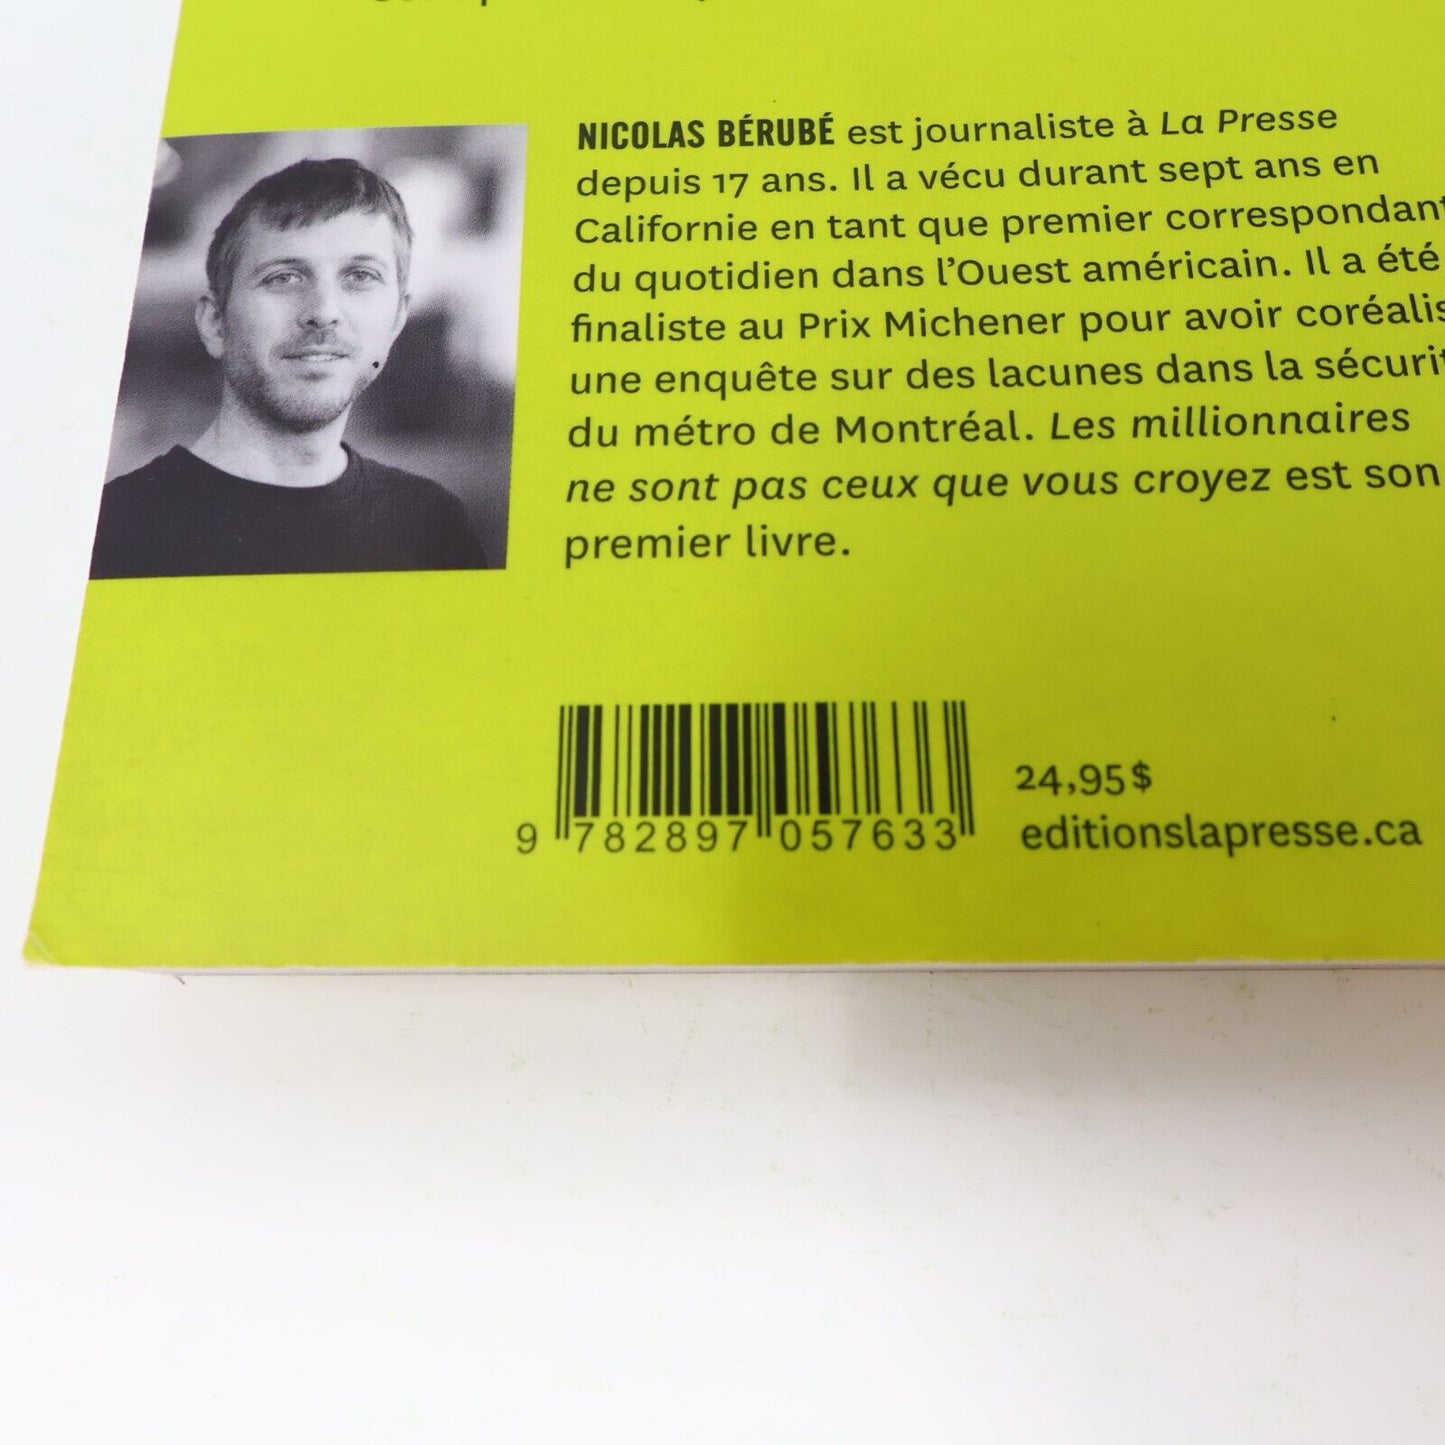 NICOLAS BÉRUBÉ est journaliste à La Presse
depuis 17 ans. Il a vécu durant sept ans en
Californie en tant que premier correspondant
du quotidien dans l'Ouest américain. Il a été
finaliste au Prix Michener pour avoir coréalis
une enquête sur des lacunes dans la sécurit
du métro de Montréal. Les millionnaires
ne sont pas ceux que vous croyez est son
premier livre.
24,95$
9 782897 057633
editionslapresse.ca